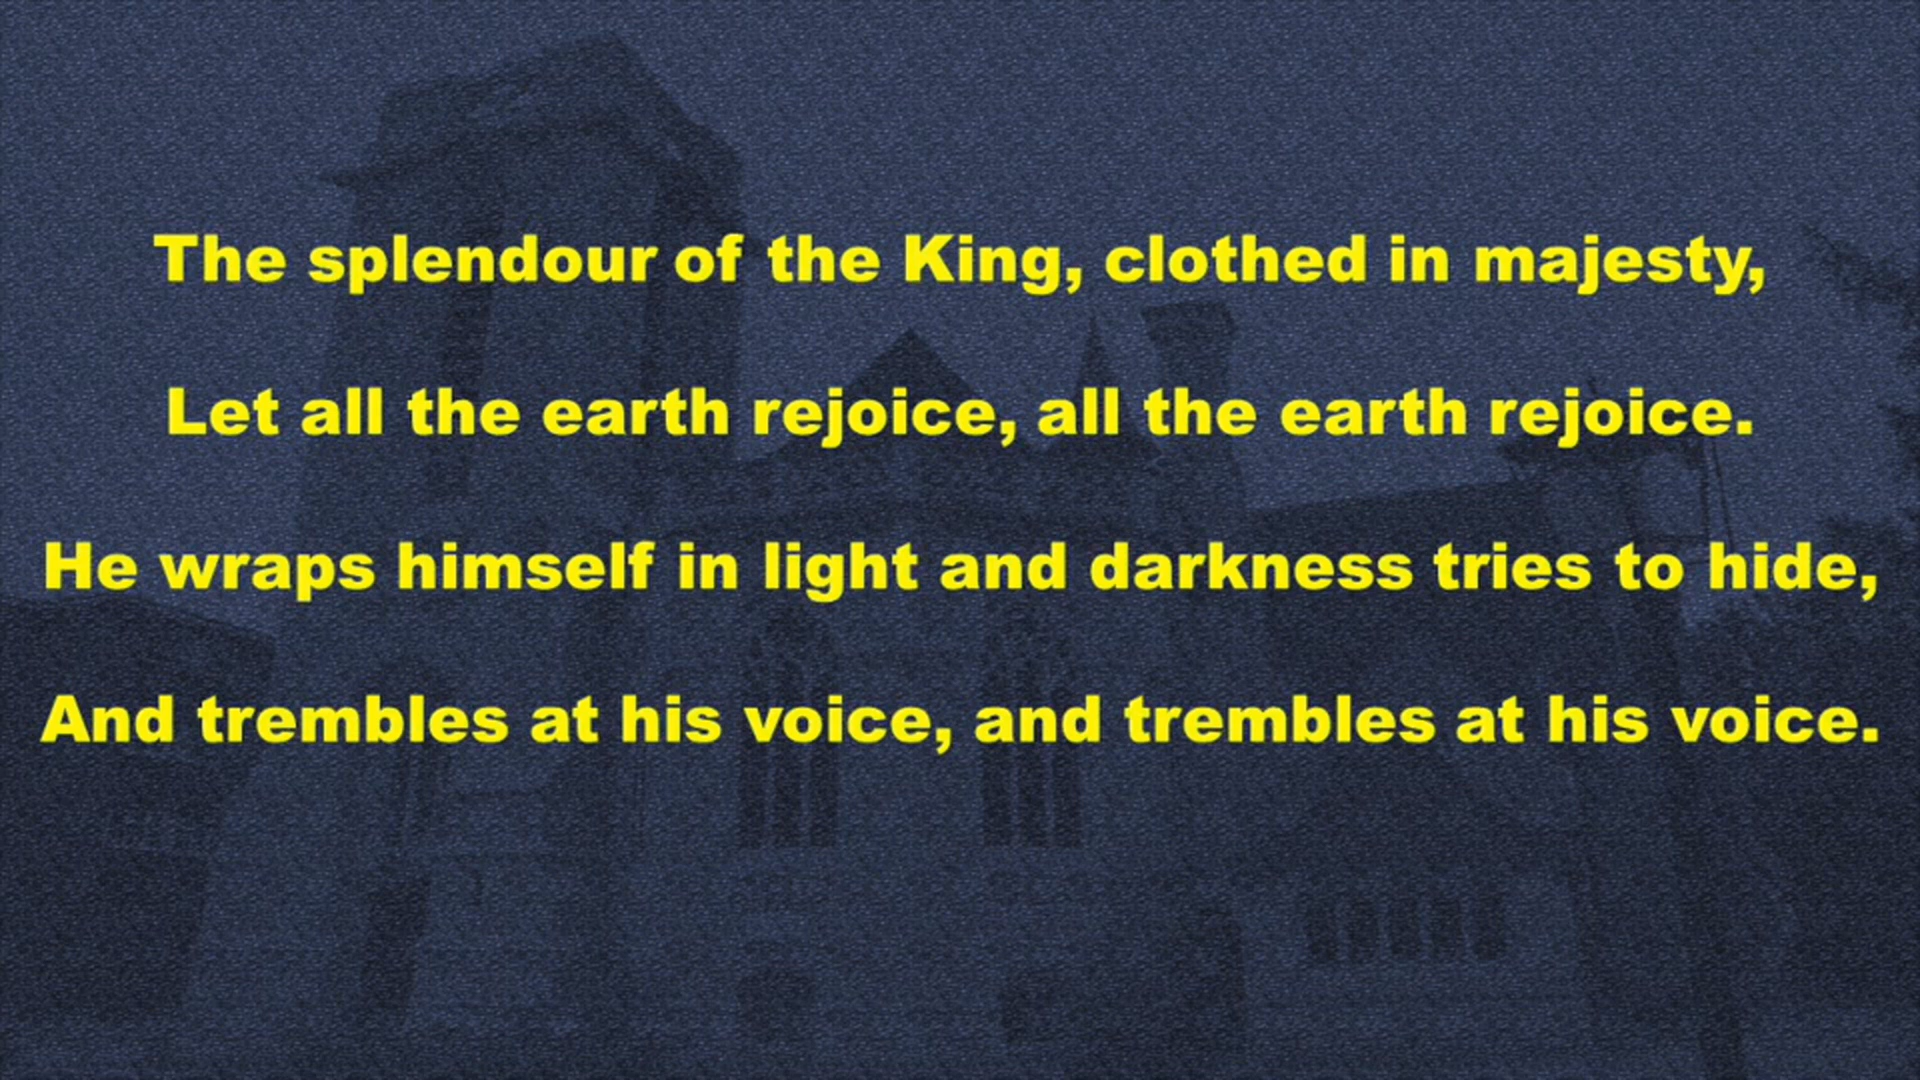 The splendour of the King, clothed in majesty,
Let all the earth rejoice, all the earth rejoice.
He wraps himself in light and darkness tries to hide,
And trembles at his voice, and trembles at his voice.